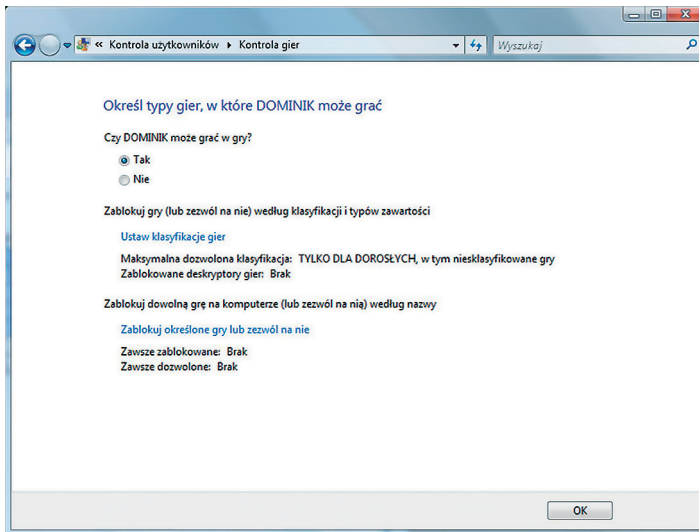 « Kontrola użytkowników ▸ Kontrola gier
Wyszukaj
Określ typy gier, w które DOMINIK może grać
Czy DOMINIK może grać w gry?
Tak
Nie
Zablokuj gry (lub zezwól na nie) według klasyfikacji i typów zawartości
Ustaw klasyfikacje gier
Maksymalna dozwolona klasyfikacja: TYLKO DLA DOROSŁYCH, w tym niesklasyfikowane gry
Zablokowane deskryptory gier: Brak
Zablokuj dowolną grę na komputerze (lub zezwól na nią) według nazwy
Zablokuj określone gry lub zezwól na nie
Zawsze zablokowane: Brak
Zawsze dozwolone: Brak
OK